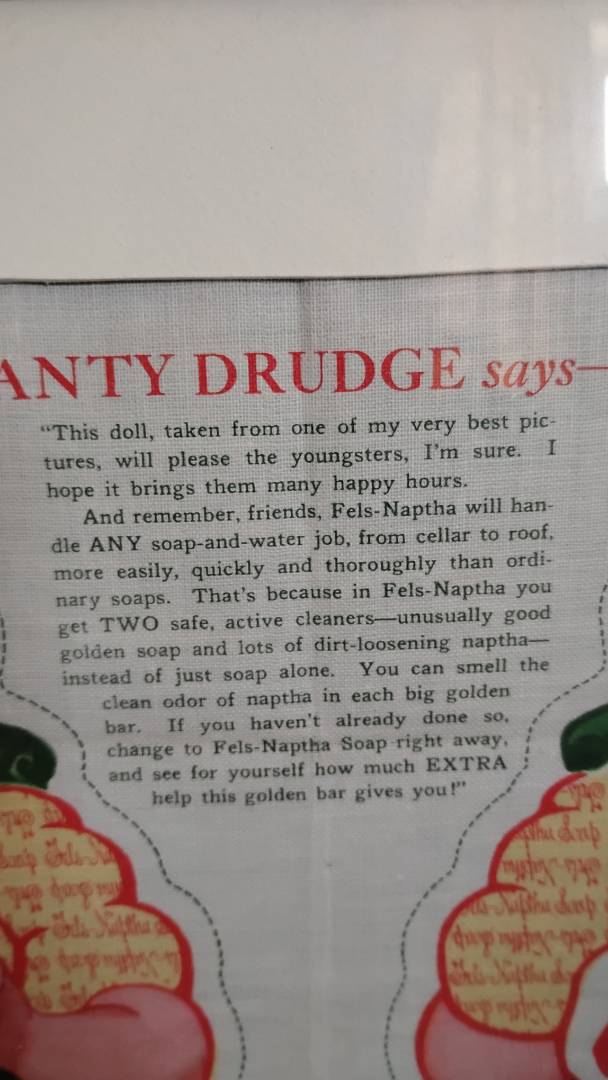 ANTY DRUDGE says—
“This doll, taken from one of my very best pic-
tures, will please the youngsters, I'm sure. I
hope it brings them many happy hours.
And remember, friends, Fels-Naptha will han-
dle ANY soap-and-water job, from cellar to roof,
more easily, quickly and thoroughly than ordi-
nary soaps. That's because in Fels-Naptha you
get TWO safe, active cleaners—unusually good
golden soap and lots of dirt-loosening naptha—
instead of just soap alone. You can smell the
clean odor of naptha in each big golden
bar. If you haven't already done so,
change to Fels-Naptha Soap right away,
and see for yourself how much EXTRA
help this golden bar gives you!”